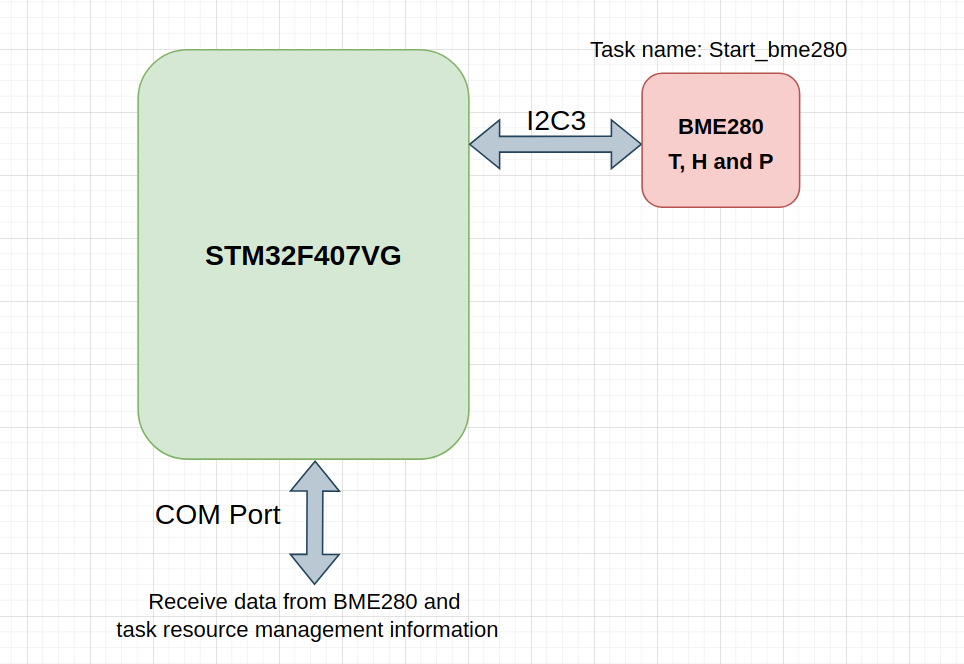 Task name: Start_bme280
I2C3
BME280
T, H and P
STM32F407VG
COM Port
Receive data from BME280 and
task resource management information